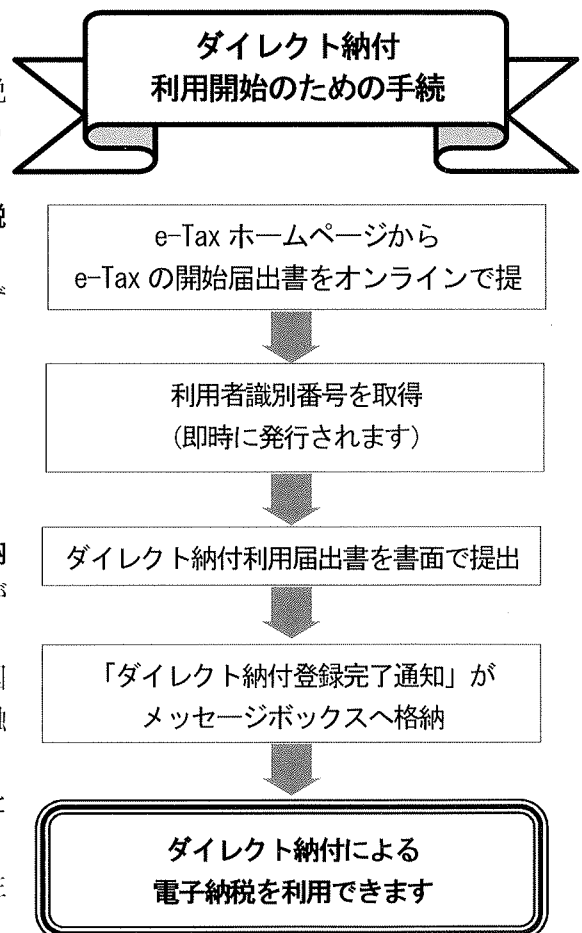 ダイレクト納付
利用開始のための手続
e-Tax ホームページから
e-Tax の開始届出書をオンラインで提
利用者識別番号を取得
(即時に発行されます)
ダイレクト納付利用届出書を書面で提出
「ダイレクト納付登録完了通知」が
メッセージボックスへ格納
ダイレクト納付による
電子納税を利用できます